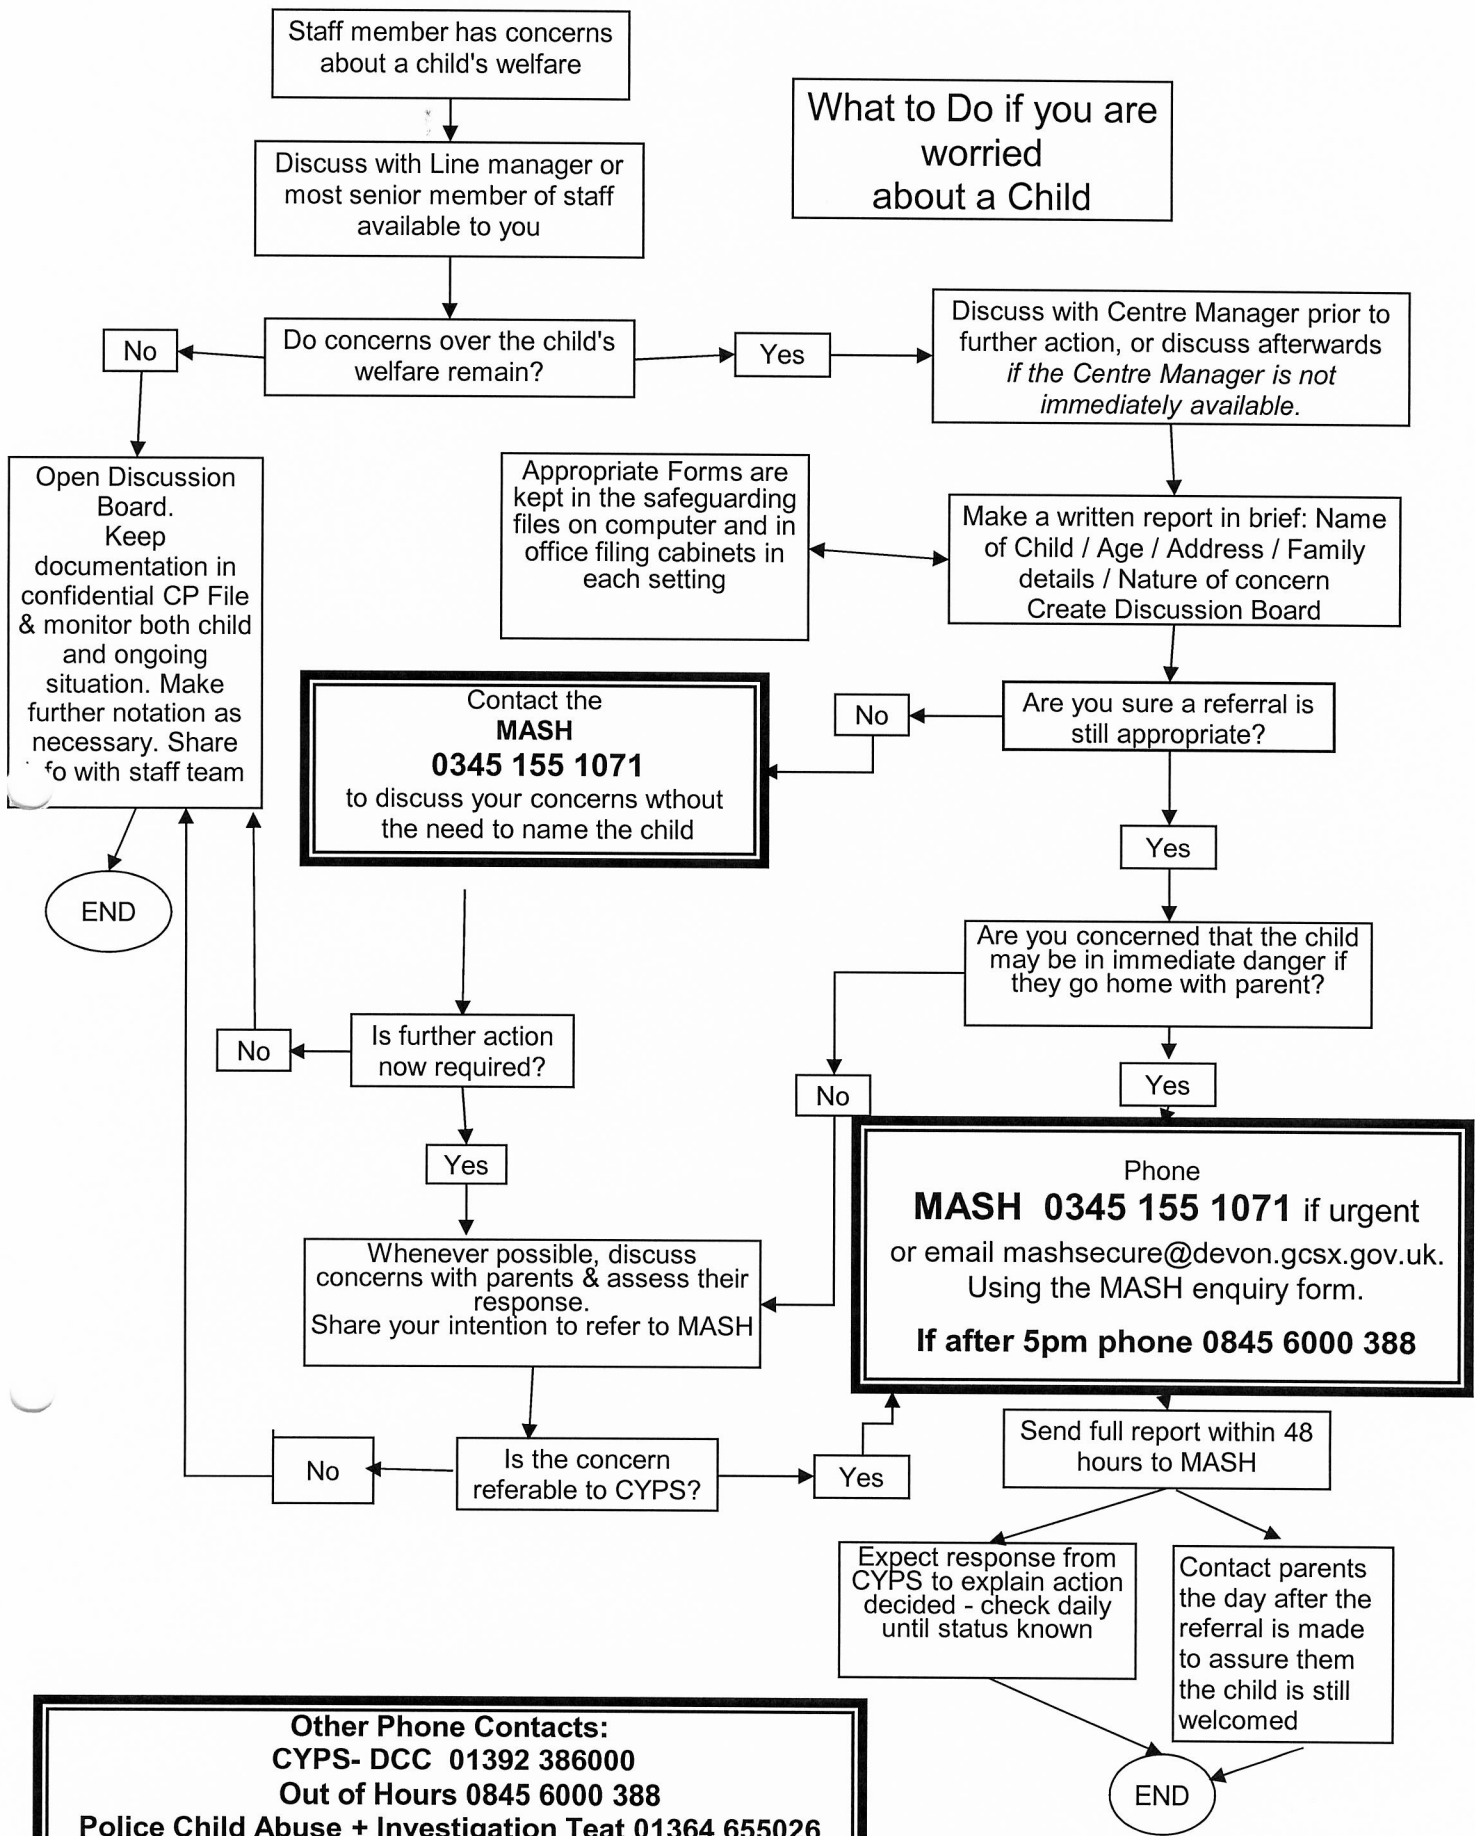 Staff member has concerns
about a child's welfare
What to Do if you are
worried
about a Child
Discuss with Line manager or
most senior member of staff
available to you
Do concerns over the child's
welfare remain?
No
Yes
Discuss with Centre Manager prior to
further action, or discuss afterwards
if the Centre Manager is not
immediately available.
Open Discussion
Board.
Keep
documentation in
confidential CP File
& monitor both child
and ongoing
situation. Make
further notation as
necessary. Share
fo with staff team
END
Appropriate Forms are
kept in the safeguarding
files on computer and in
office filing cabinets in
each setting
Make a written report in brief: Name
of Child / Age / Address / Family
details / Nature of concern
Create Discussion Board
Are you sure a referral is
still appropriate?
No
Contact the
MASH
0345 155 1071
to discuss your concerns wthout
the need to name the child
Yes
Are you concerned that the child
may be in immediate danger if
they go home with parent?
No
Yes
Is further action
now required?
No
Yes
Whenever possible, discuss
concerns with parents & assess their
response.
Share your intention to refer to MASH
Phone
MASH 0345 155 1071 if urgent
or email mashsecure@devon.gcsx.gov.uk.
Using the MASH enquiry form.
If after 5pm phone 0845 6000 388
Is the concern
referable to CYPS?
No
Yes
Send full report within 48
hours to MASH
Expect response from
CYPS to explain action
decided - check daily
until status known
Contact parents
the day after the
referral is made
to assure them
the child is still
welcomed
END
Other Phone Contacts:
CYPS- DCC 01392 386000
Out of Hours 0845 6000 388
Police Child Abuse + Investigation Teat 01364 655026